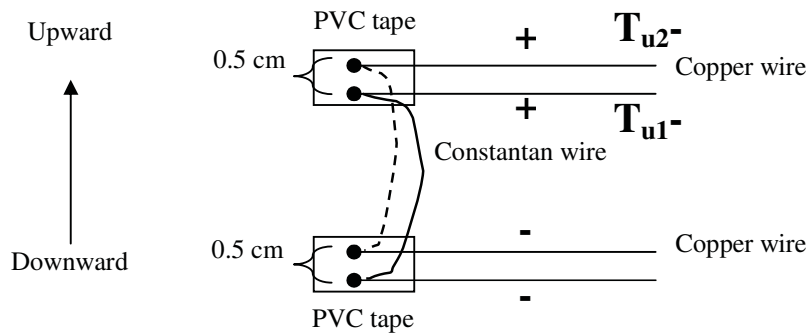 PVC tape
Upward
+
Tu2-
0.5 cm
Copper wire
+
Tu1-
Constantan wire
-
Copper wire
0.5 cm
Downward
-
PVC tape